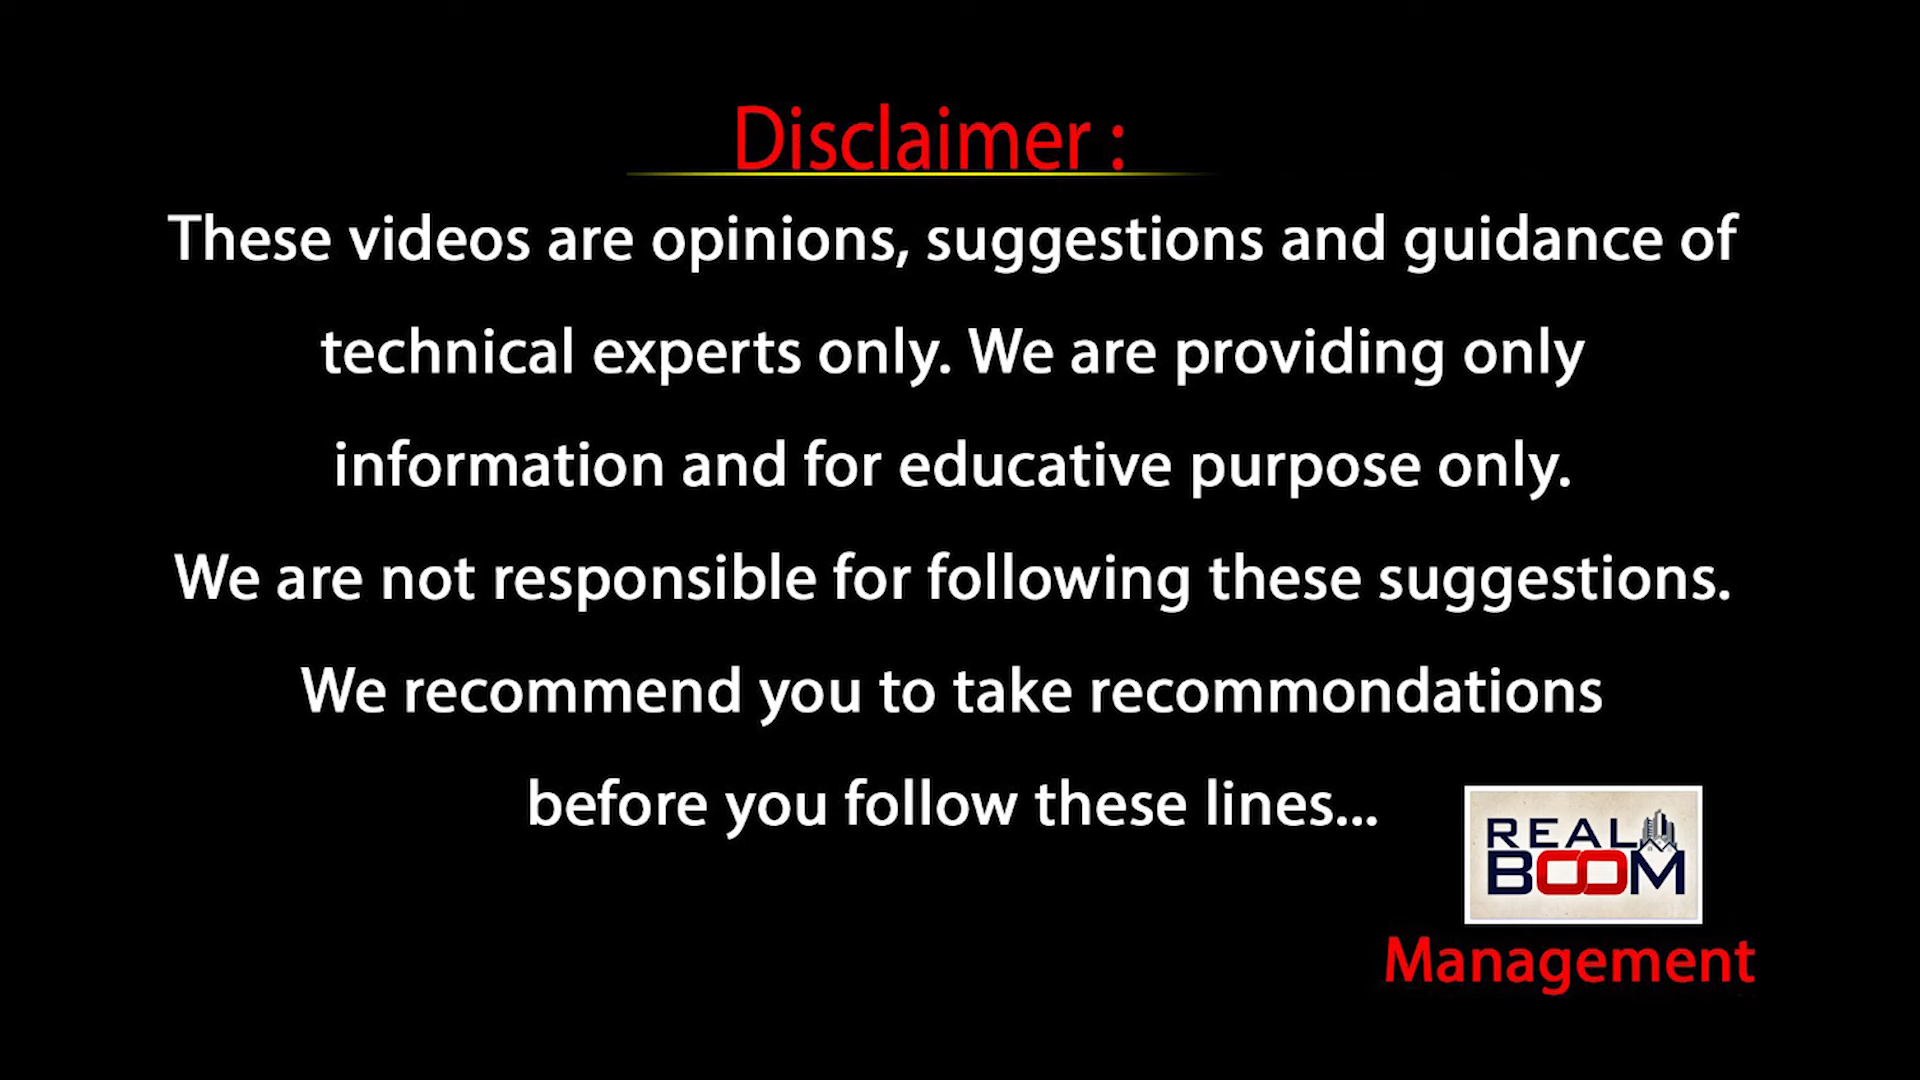 Disclaimer :
These videos are opinions, suggestions and guidance of
technical experts only. We are providing only
information and for educative purpose only.
We are not responsible for following these suggestions.
We recommend you to take recommondations
before you follow these lines...
REAL
BOOM
Management